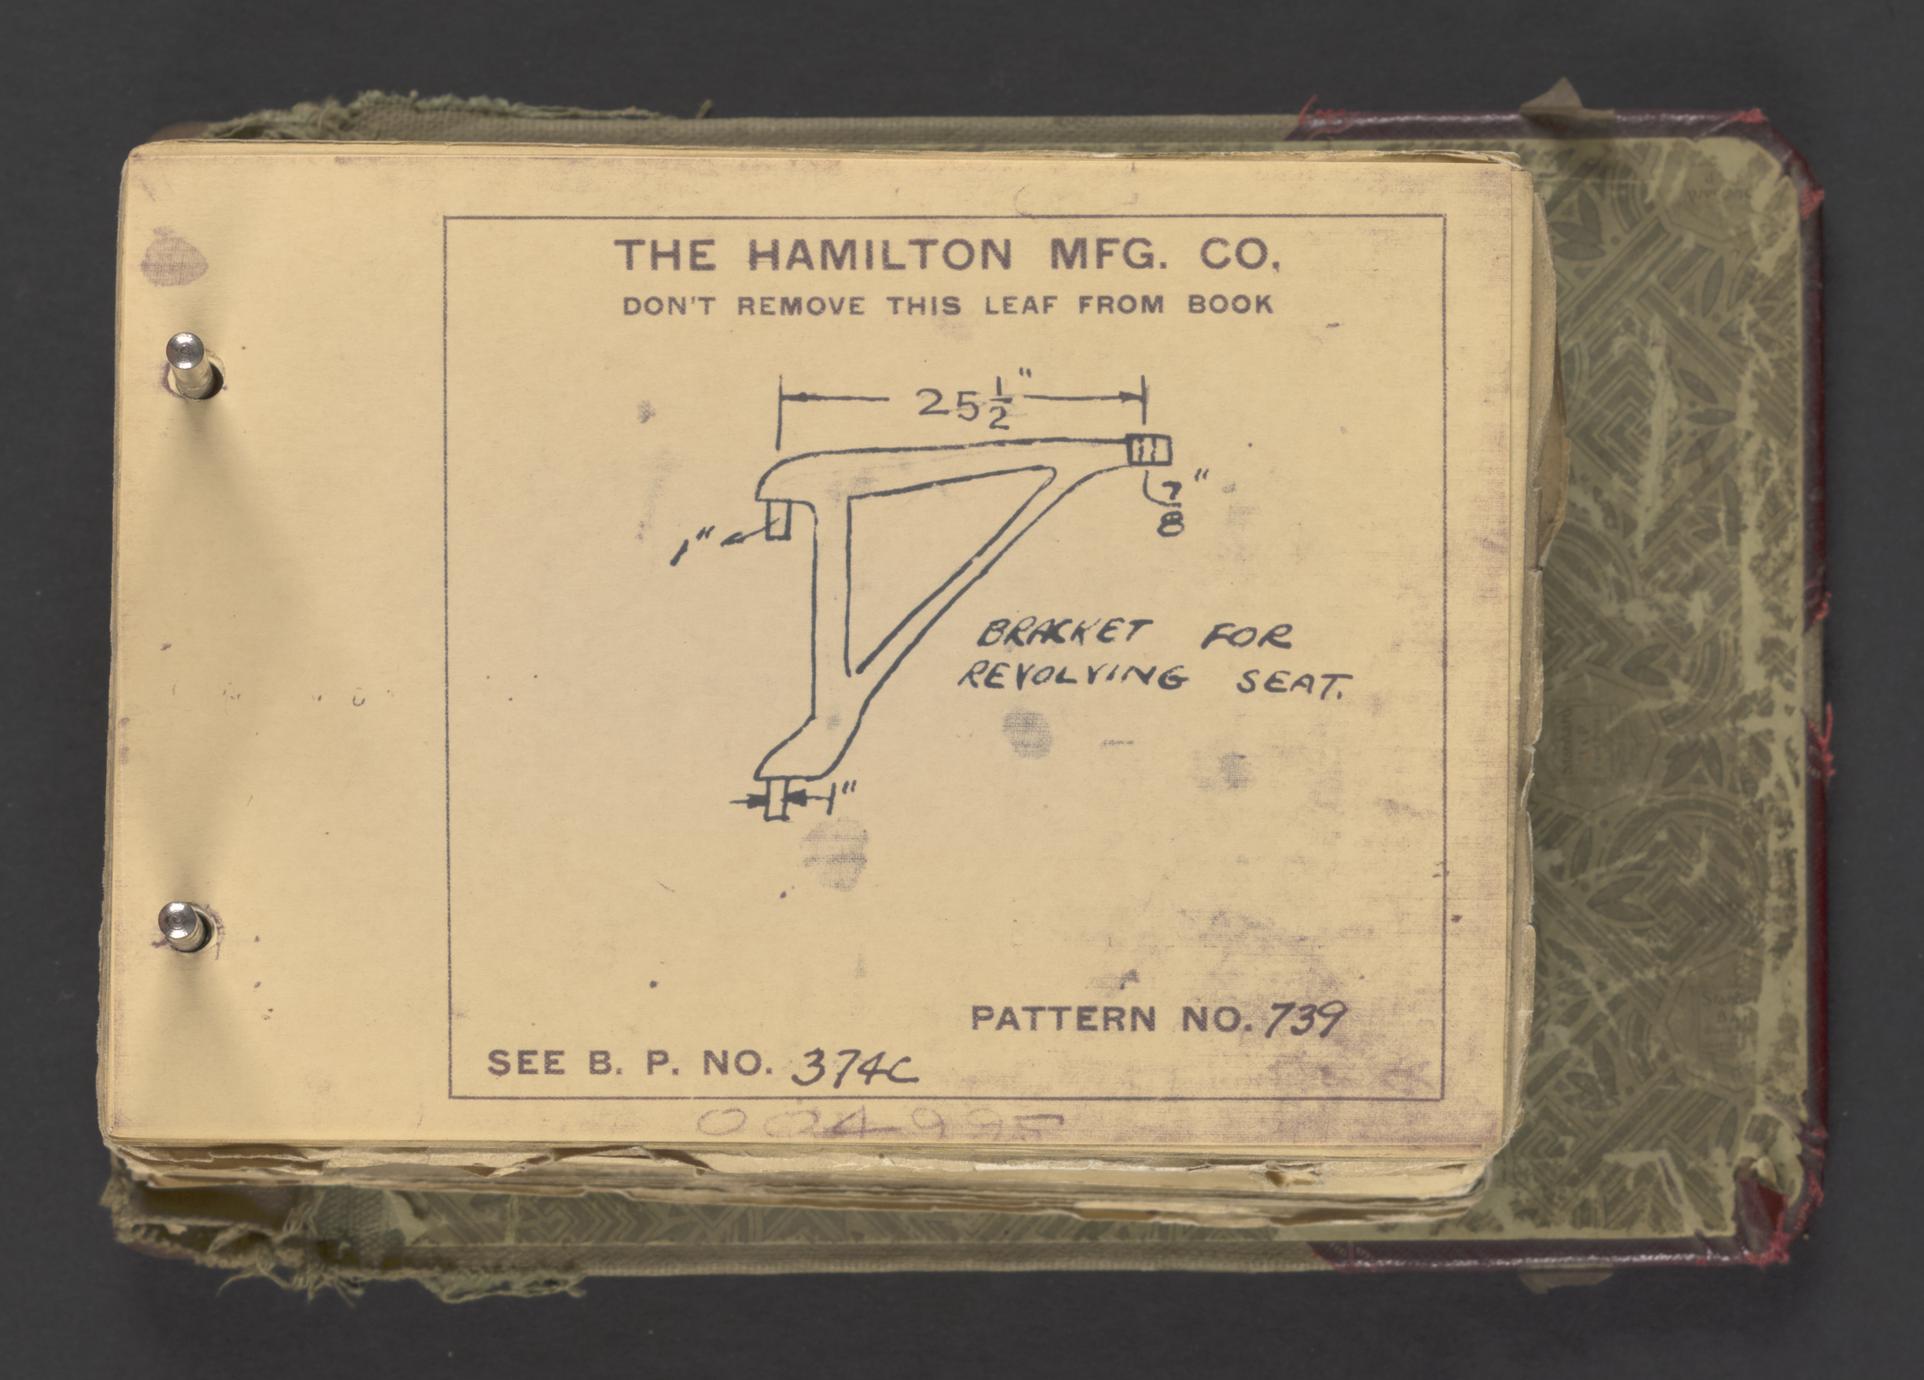 THE HAMILTON MFG. CO.
DON'T REMOVE THIS LEAF FROM BOOK
25 1/2"
7/8"
1"
BRACKET FOR
REVOLVING SEAT.
1"
PATTERN NO. 739
SEE B. P. NO. 374C